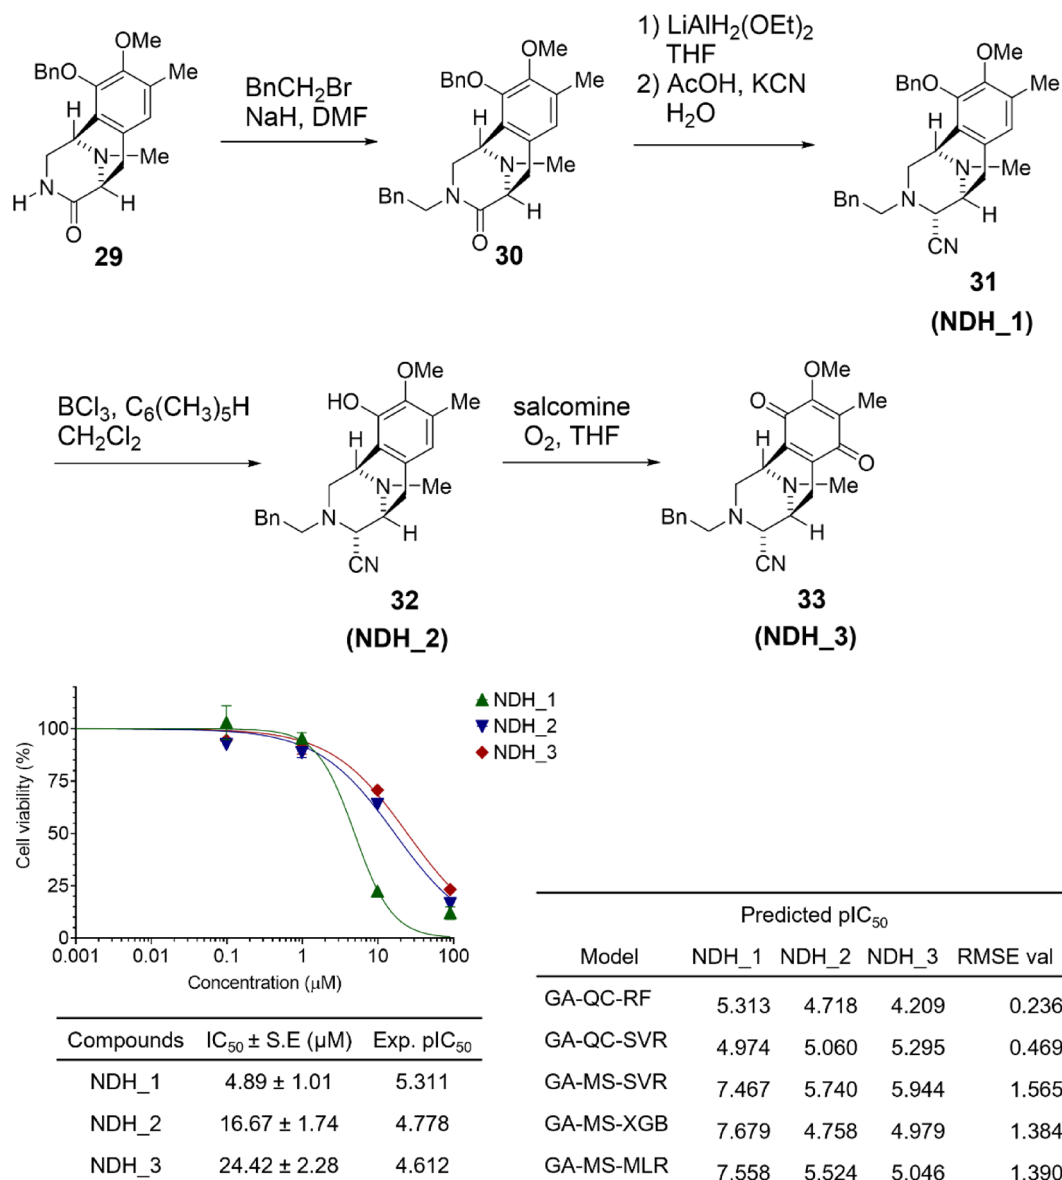 OMe
BnO
Me
H
N
Me
N
H
H
O
29
BnCH2Br
NaH, DMF
OMe
BnO
Me
H
N
Me
N
Bn
H
O
30
1) LiAlH2(OEt)2
THF
2) AcOH, KCN
H2O
OMe
BnO
Me
H
N
Me
N
Bn
H
CN
31
(NDH_1)
BCl3, C6(CH3)5H
CH2Cl2
OMe
HO
Me
H
N
Me
N
Bn
H
CN
32
(NDH_2)
salcomine
O2, THF
OMe
O
Me
H
O
N
Me
N
Bn
H
CN
33
(NDH_3)
NDH_1
NDH_2
NDH_3
Cell viability (%)
100
75
50
25
0
0.001 0.01 0.1 1 10 100
Concentration (μM)
Compounds IC50 ± S.E (μM) Exp. pIC50
NDH_1 4.89 ± 1.01 5.311
NDH_2 16.67 ± 1.74 4.778
NDH_3 24.42 ± 2.28 4.612
Predicted pIC50
Model NDH_1 NDH_2 NDH_3 RMSE val
GA-QC-RF 5.313 4.718 4.209 0.236
GA-QC-SVR 4.974 5.060 5.295 0.469
GA-MS-SVR 7.467 5.740 5.944 1.565
GA-MS-XGB 7.679 4.758 4.979 1.384
GA-MS-MLR 7.558 5.524 5.046 1.390